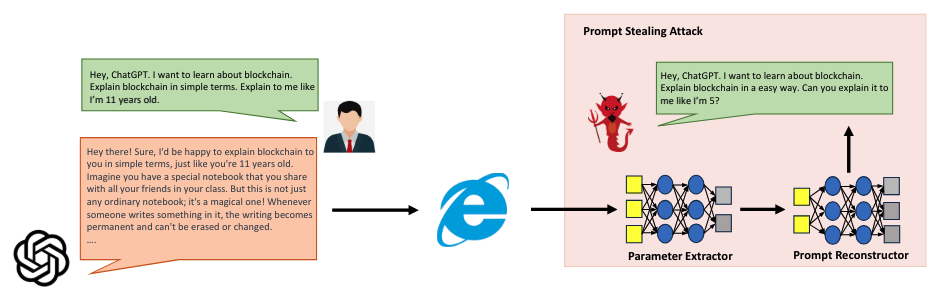 Prompt Stealing Attack
Hey, ChatGPT. I want to learn about blockchain.
Explain blockchain in simple terms. Explain to me like
I'm 11 years old.
Hey, ChatGPT. I want to learn about blockchain.
Explain blockchain in a easy way. Can you explain it to
me like I'm 5?
Hey there! Sure, I'd be happy to explain blockchain to
you in simple terms, just like you're 11 years old.
Imagine you have a special notebook that you share
with all your friends in your class. But this is not just
any ordinary notebook; it's a magical one! Whenever
someone writes something in it, the writing becomes
permanent and can't be erased or changed.
....
Parameter Extractor
Prompt Reconstructor